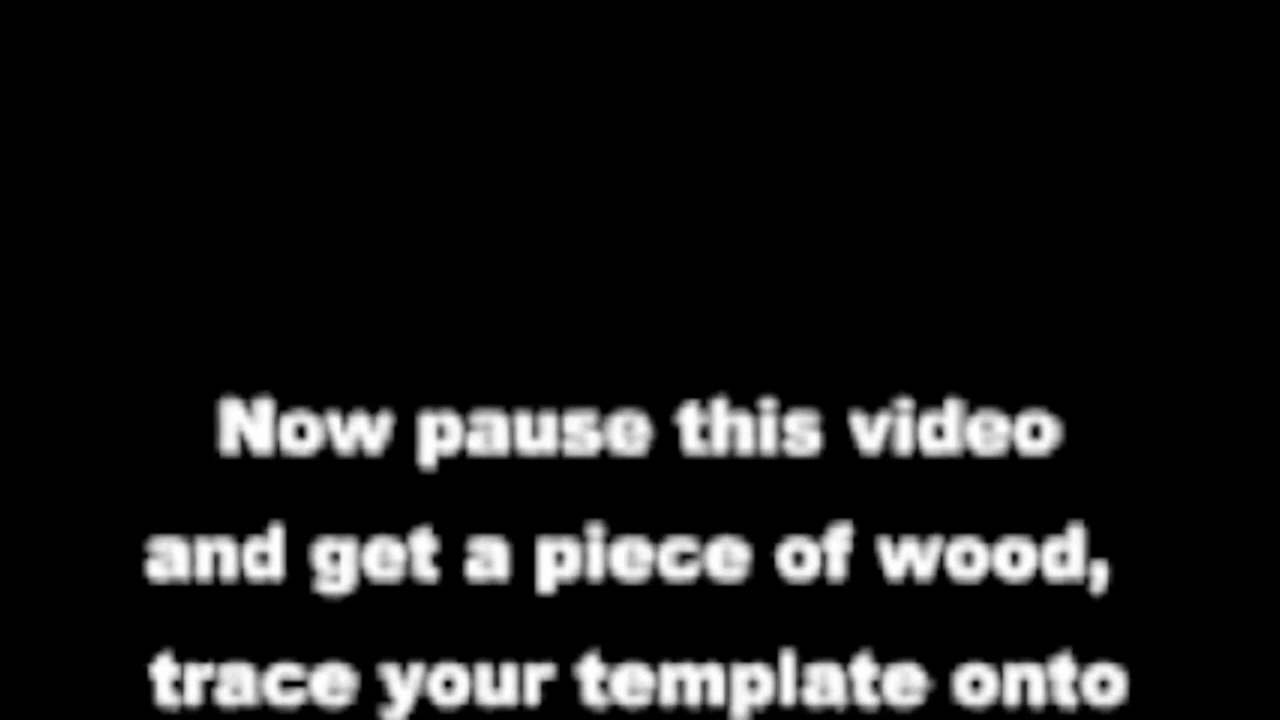 Now pause this video
and get a piece of wood,
trace your template onto